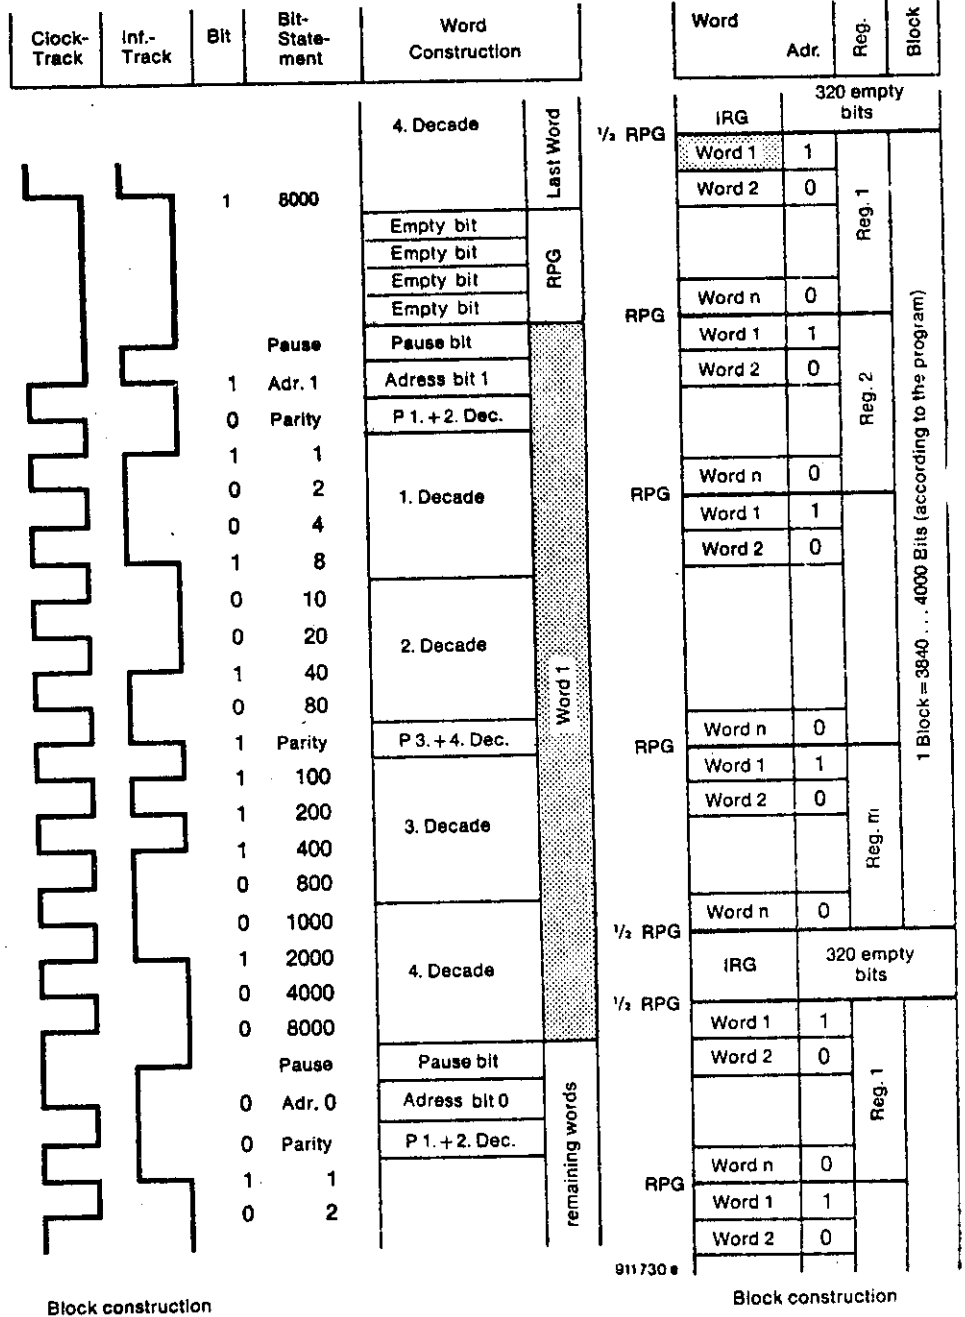 Clock-Track Inf.-Track Bit Bit-Statement Word Construction
4. Decade Last Word
1 8000
Empty bit
Empty bit RPG
Empty bit
Empty bit
Pause Pause bit
1 Adr. 1 Adress bit 1
0 Parity P 1. + 2. Dec.
1 1
0 2 1. Decade
0 4
1 8
0 10
0 20 2. Decade
1 40 Word 1
0 80
1 Parity P 3. + 4. Dec.
1 100
1 200 3. Decade
1 400
0 800
0 1000
1 2000 4. Decade
0 4000
0 8000
Pause Pause bit
0 Adr. 0 Adress bit 0 remaining words
0 Parity P 1. + 2. Dec.
1 1
0 2
Block construction
Word Adr. Reg. Block
IRG 320 empty bits
½ RPG
Word 1 1
Word 2 0 Reg. 1
Word n 0
RPG
Word 1 1
Word 2 0 Reg. 2
Word n 0
RPG
Word 1 1
Word 2 0
1 Block = 3840 ... 4000 Bits (according to the program)
Word n 0
RPG
Word 1 1
Word 2 0 Reg. m
Word n 0
½ RPG
IRG 320 empty bits
½ RPG
Word 1 1
Word 2 0 Reg. 1
Word n 0
RPG
Word 1 1
Word 2 0
911730 e
Block construction